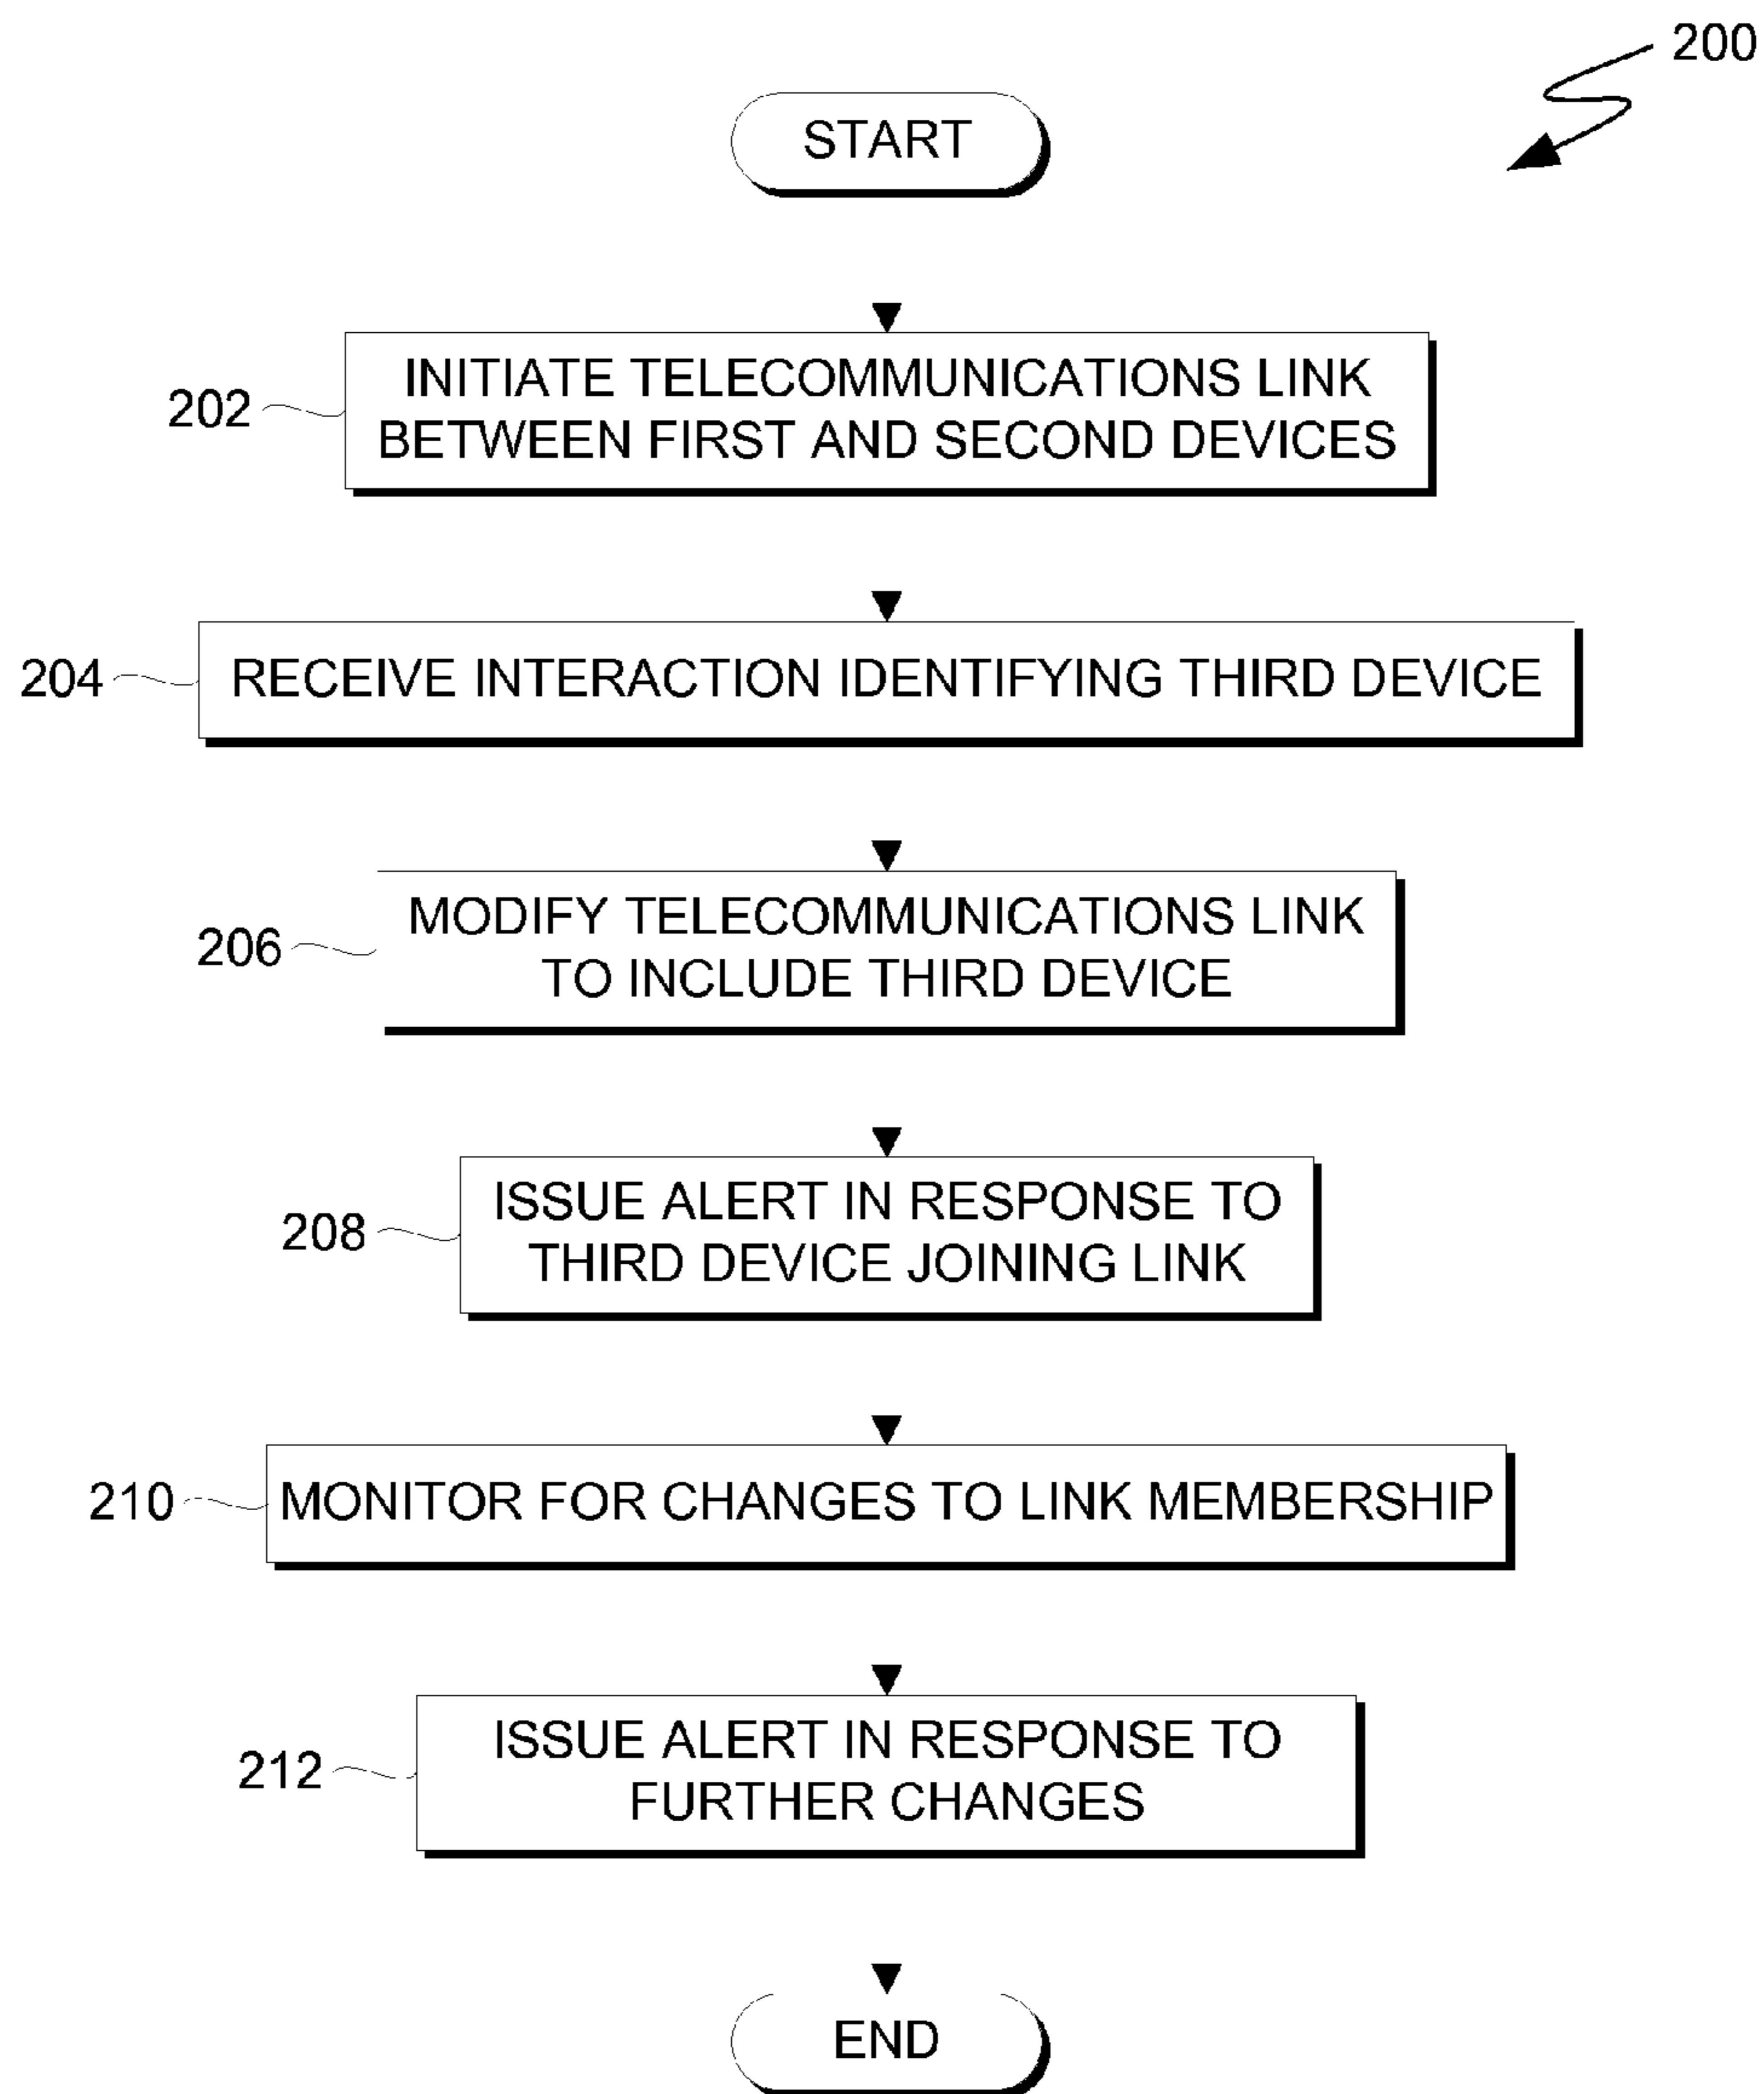 200
START
202
INITIATE TELECOMMUNICATIONS LINK
BETWEEN FIRST AND SECOND DEVICES
204
RECEIVE INTERACTION IDENTIFYING THIRD DEVICE
206
MODIFY TELECOMMUNICATIONS LINK
TO INCLUDE THIRD DEVICE
208
ISSUE ALERT IN RESPONSE TO
THIRD DEVICE JOINING LINK
210
MONITOR FOR CHANGES TO LINK MEMBERSHIP
212
ISSUE ALERT IN RESPONSE TO
FURTHER CHANGES
END